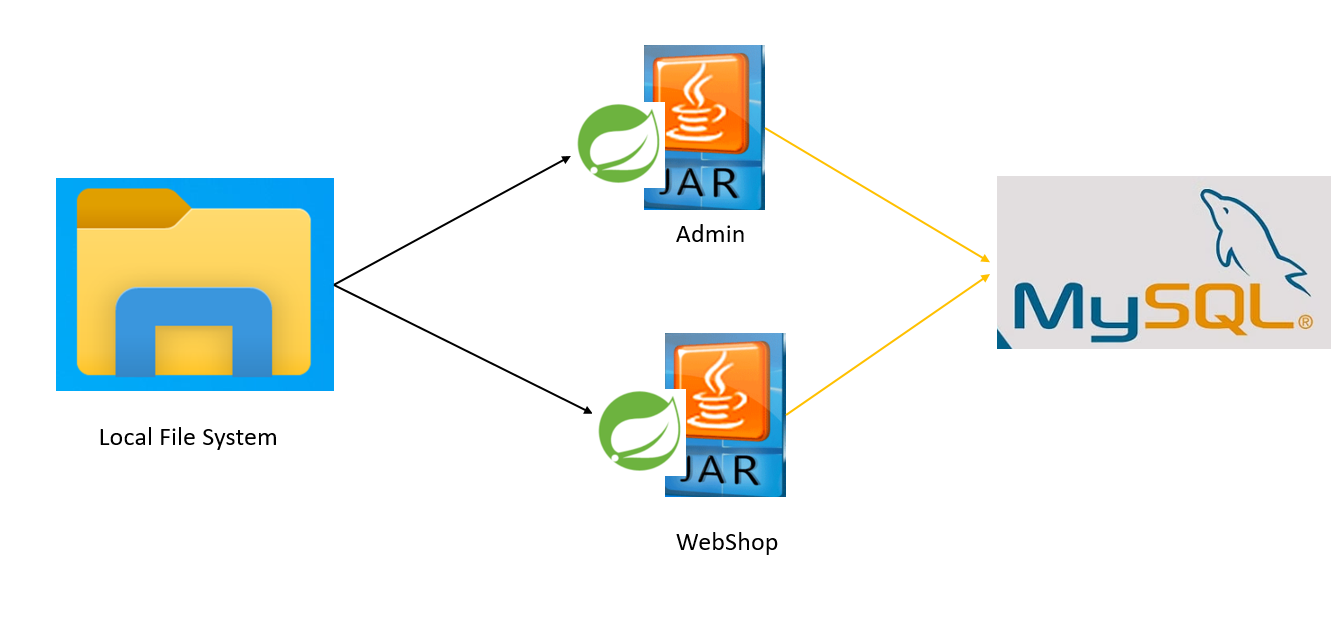 JAR
Admin
MySQL®
Local File System
JAR
WebShop